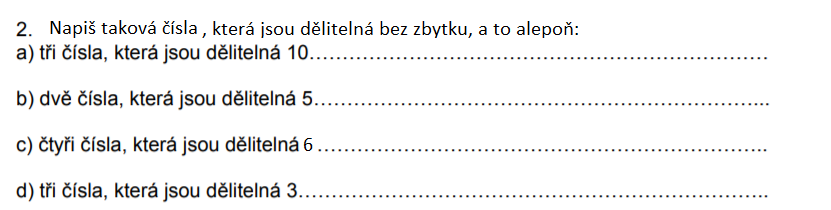 2. Napiš taková čísla , která jsou dělitelná bez zbytku, a to alepoň:
a) tři čísla, která jsou dělitelná 10……………………………………………………………
b) dvě čísla, která jsou dělitelná 5…………………………………………………………...
c) čtyři čísla, která jsou dělitelná 6 …………………………………………………………..
d) tři čísla, která jsou dělitelná 3…………………………………………………………….